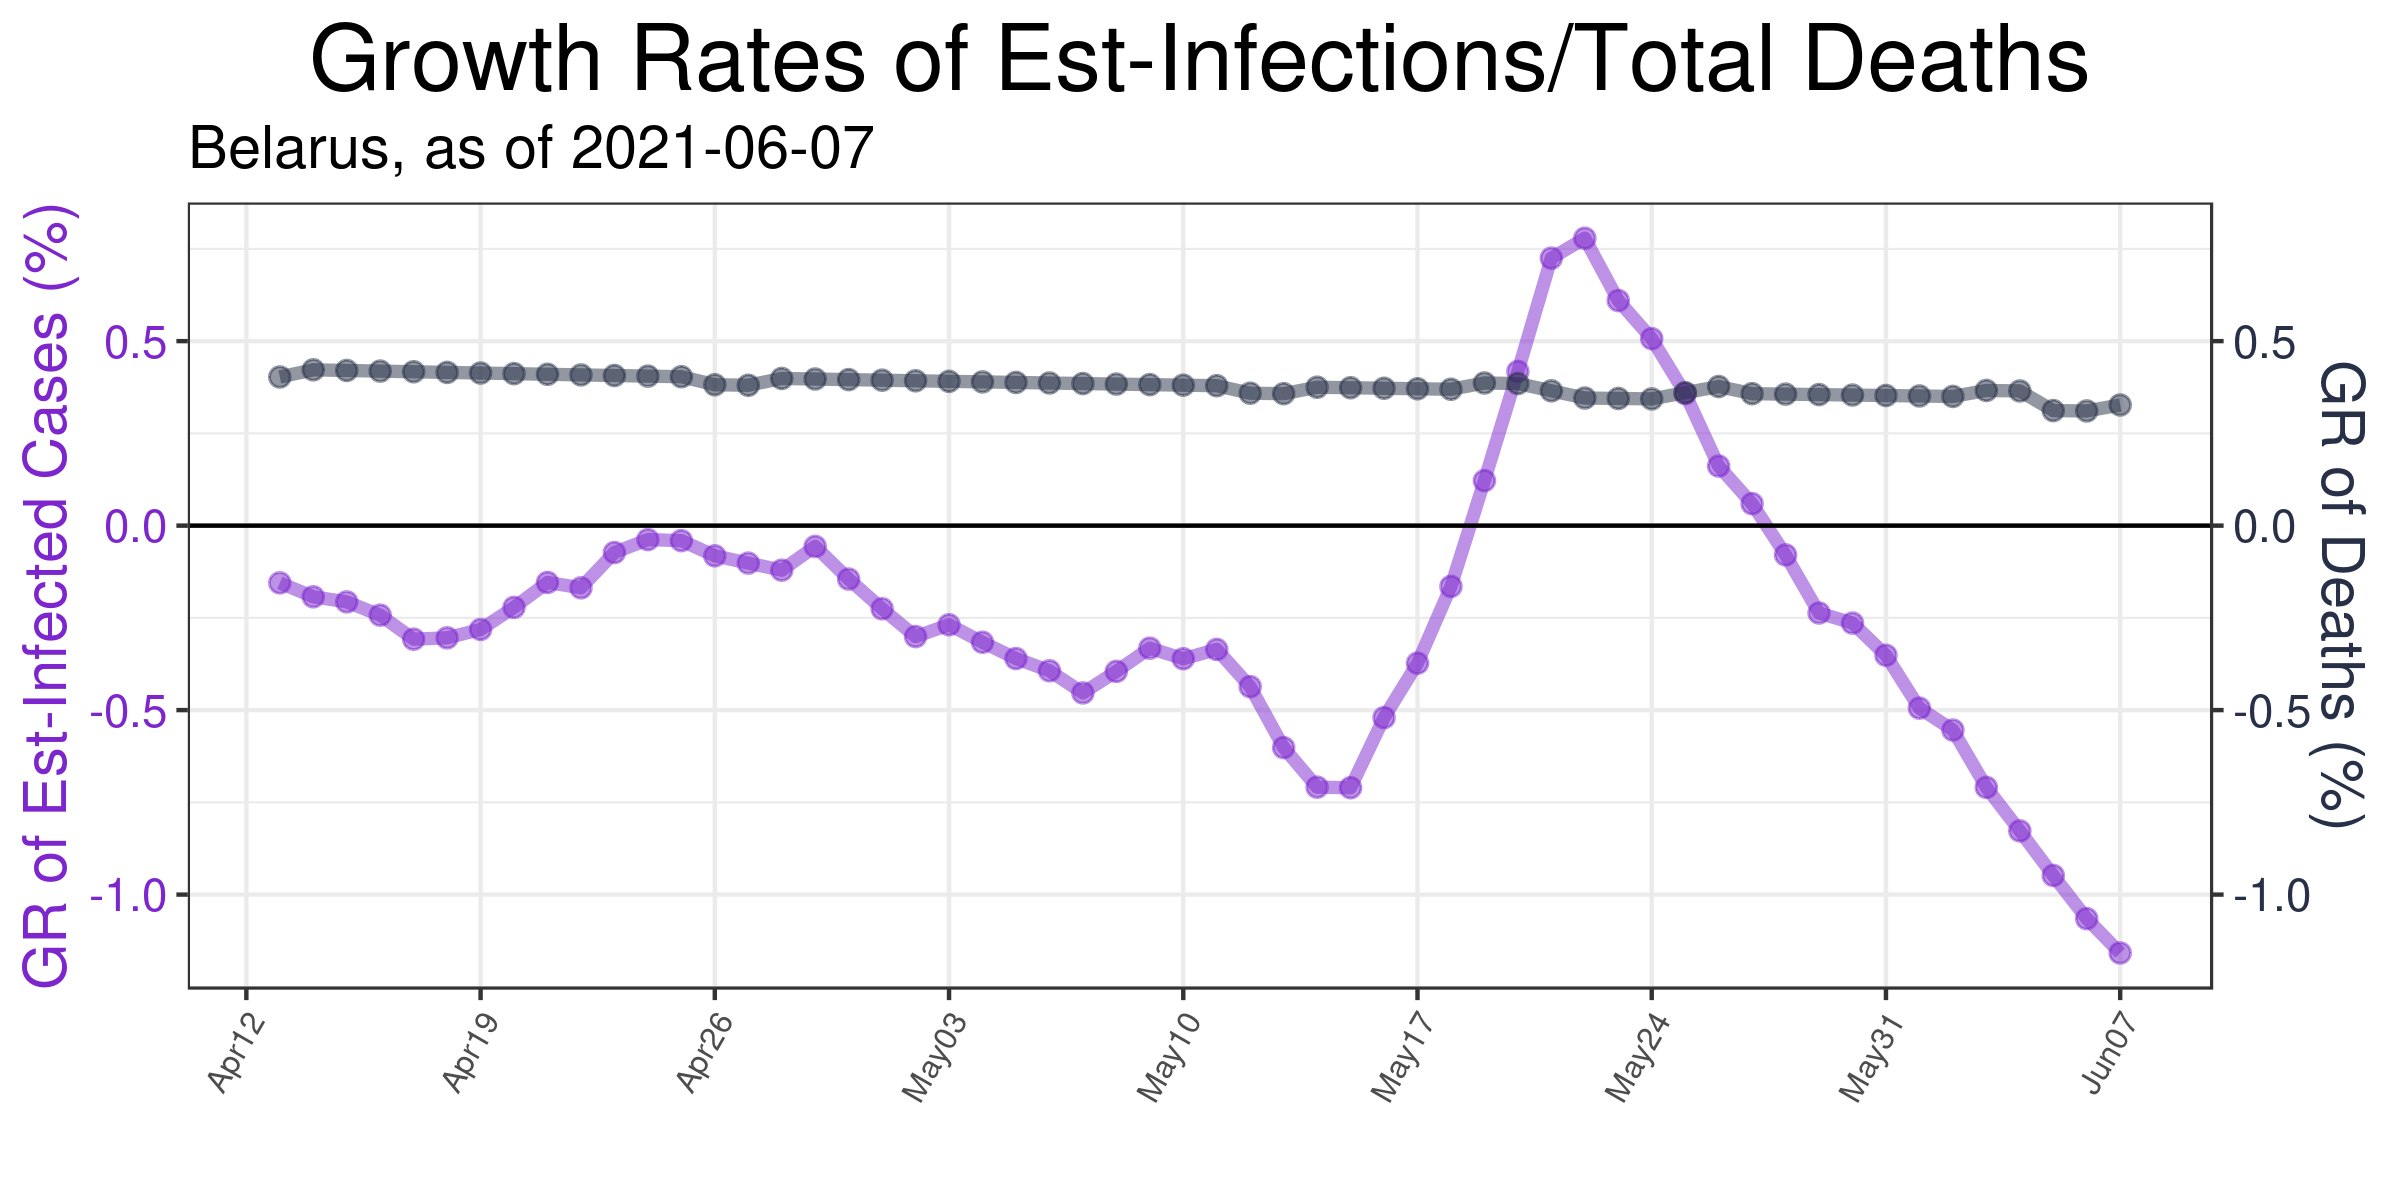 Growth Rates of Est-Infections/Total Deaths
Belarus, as of 2021-06-07
GR of Est-Infected Cases (%)
0.5
0.0
-0.5
-1.0
0.5
0.0
-0.5
-1.0
GR of Deaths (%)
Apr12
Apr19
Apr26
May03
May10
May17
May24
May31
Jun07